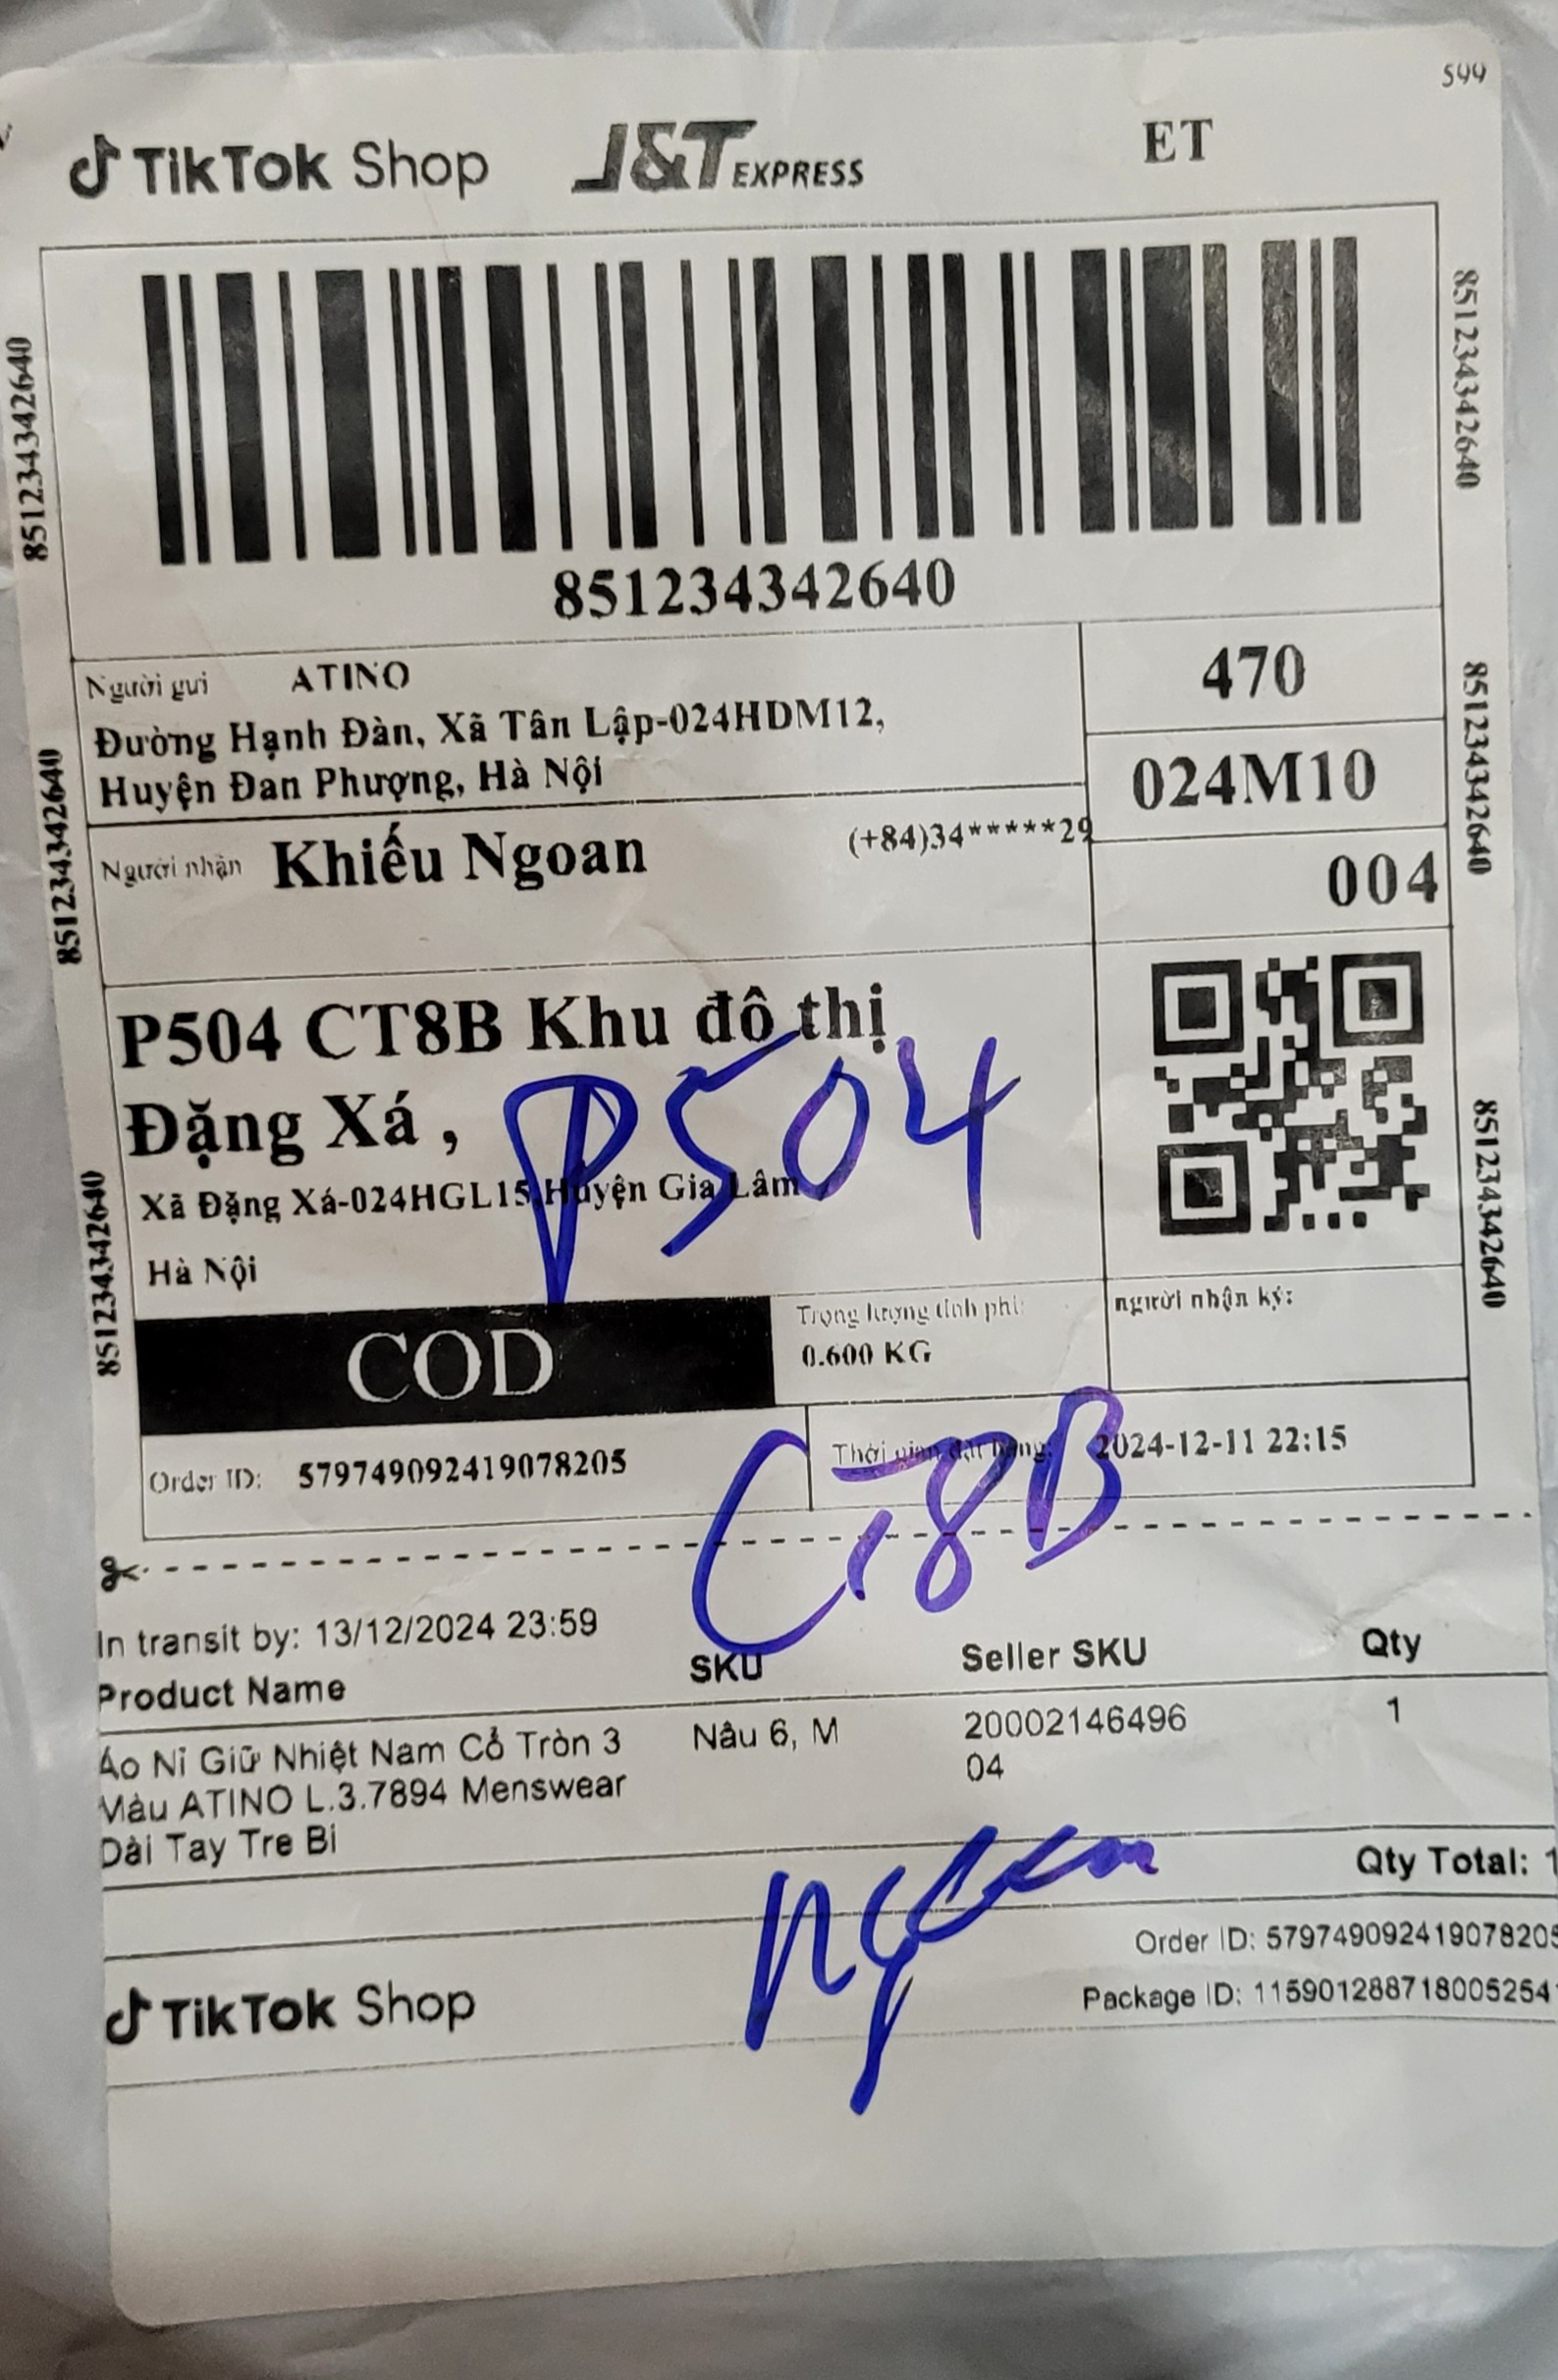 544
TikTok Shop J&T EXPRESS ET
851234342640
851234342640
851234342640
851234342640
851234342640
851234342640
851234342640
Người gửi ATINO
Đường Hạnh Đàn, Xã Tân Lập-024HDM12,
Huyện Đan Phượng, Hà Nội
470
024M10
004
Người nhận Khiếu Ngoan (+84)34*****29
P504 CT8B Khu đô thị
Đặng Xá ,
P504
Xã Đặng Xá-024HGL15,Huyện Gia Lâm ,
Hà Nội
COD
Trọng lượng tính phí:
0.600 KG
người nhận ký:
Order ID: 579749092419078205
Thời gian đặt hàng: 2024-12-11 22:15
CT8B
In transit by: 13/12/2024 23:59
Product Name SKU Seller SKU Qty
Áo Nỉ Giữ Nhiệt Nam Cổ Tròn 3 Nâu 6, M 20002146496 1
Màu ATINO L.3.7894 Menswear 04
Dài Tay Tre Bi
Qty Total: 1
Ngoan
Order ID: 579749092419078205
Package ID: 115901288718005254
TikTok Shop